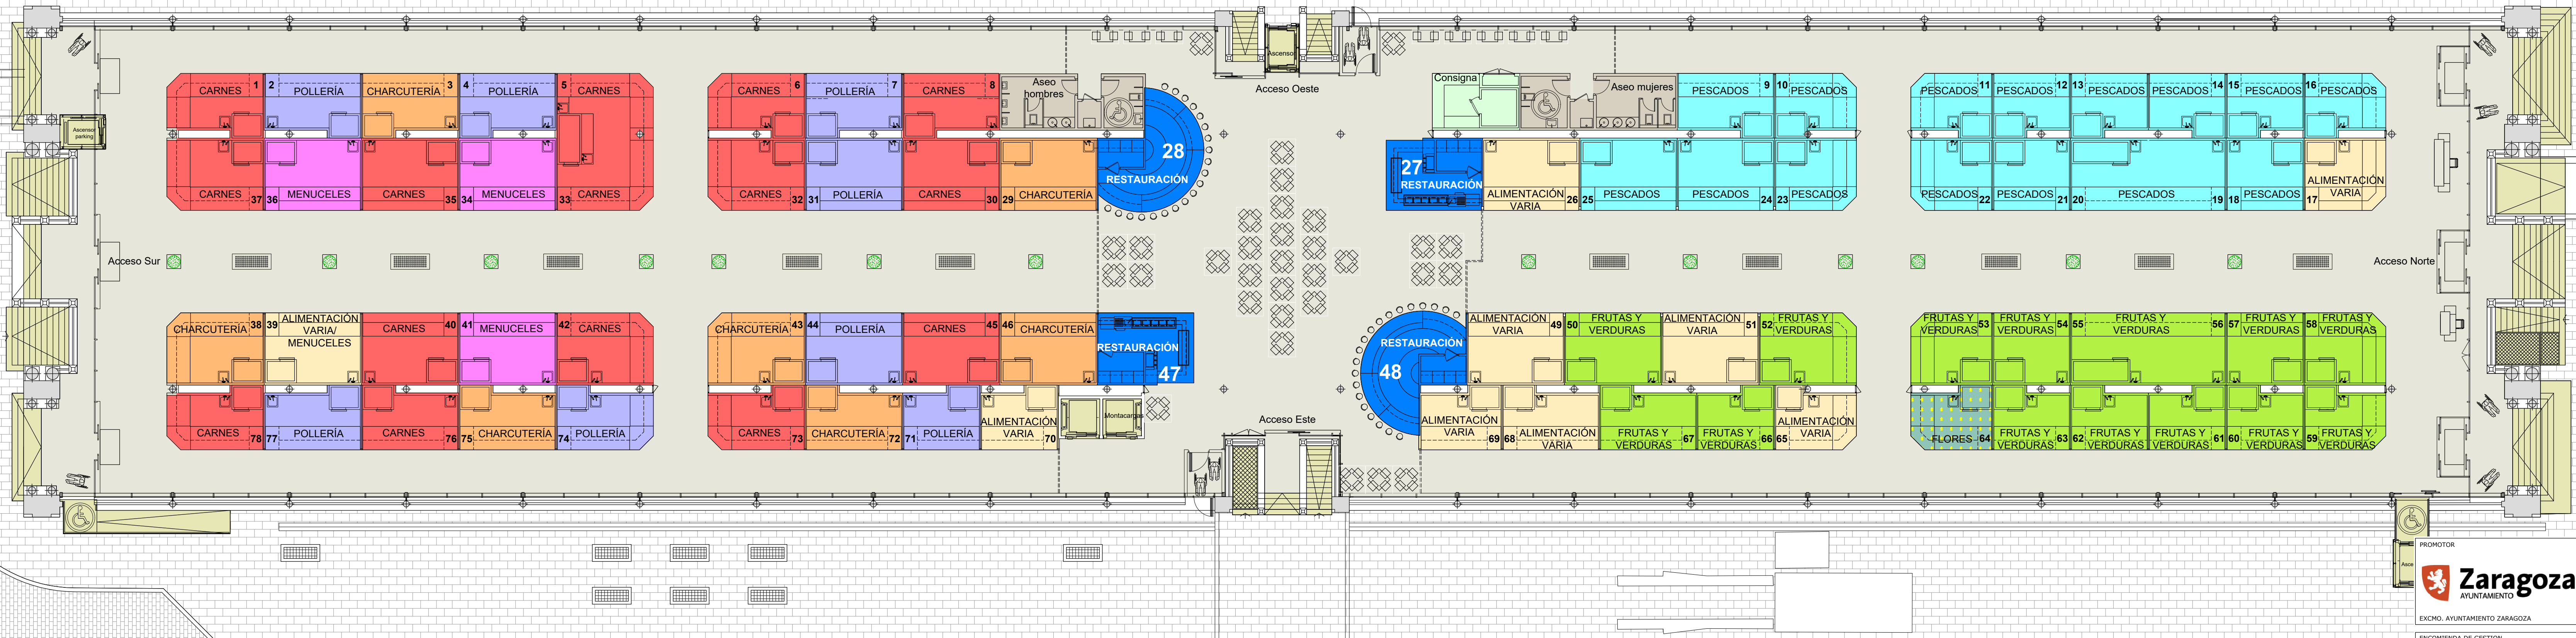 Ascensor
Acceso Oeste
Ascensor
parking
1
CARNES
2
POLLERÍA
3
CHARCUTERÍA
4
POLLERÍA
5
CARNES
6
CARNES
7
POLLERÍA
8
CARNES
Aseo
hombres
Consigna
Aseo mujeres
9
PESCADOS
10
PESCADOS
11
PESCADOS
12
PESCADOS
13
PESCADOS
14
PESCADOS
15
PESCADOS
16
PESCADOS
CARNES
37
36
MENUCELES
CARNES
35
34
MENUCELES
33
CARNES
CARNES
32
31
POLLERÍA
CARNES
30
29
CHARCUTERÍA
28
RESTAURACIÓN
27
RESTAURACIÓN
ALIMENTACIÓN
VARIA
26
25
PESCADOS
PESCADOS
24
23
PESCADOS
PESCADOS
22
PESCADOS
21
20
PESCADOS
19
18
PESCADOS
ALIMENTACIÓN
VARIA
17
Acceso Sur
Acceso Norte
CHARCUTERÍA
38
39
ALIMENTACIÓN
VARIA/
MENUCELES
CARNES
40
41
MENUCELES
42
CARNES
CHARCUTERÍA
43
44
POLLERÍA
CARNES
45
46
CHARCUTERÍA
RESTAURACIÓN
47
RESTAURACIÓN
48
ALIMENTACIÓN
VARIA
49
50
FRUTAS Y
VERDURAS
ALIMENTACIÓN
VARIA
51
52
FRUTAS Y
VERDURAS
FRUTAS Y
VERDURAS
53
FRUTAS Y
VERDURAS
54
55
FRUTAS Y
VERDURAS
56
57
FRUTAS Y
VERDURAS
58
FRUTAS Y
VERDURAS
CARNES
78
77
POLLERÍA
CARNES
76
75
CHARCUTERÍA
74
POLLERÍA
CARNES
73
CHARCUTERÍA
72
71
POLLERÍA
ALIMENTACIÓN
VARIA
70
Montacargas
Acceso Este
ALIMENTACIÓN
VARIA
69
68
ALIMENTACIÓN
VARIA
FRUTAS Y
VERDURAS
67
FRUTAS Y
VERDURAS
66
65
ALIMENTACIÓN
VARIA
FLORES
64
FRUTAS Y
VERDURAS
63
62
FRUTAS Y
VERDURAS
FRUTAS Y
VERDURAS
61
60
FRUTAS Y
VERDURAS
59
FRUTAS Y
VERDURAS
Asce
PROMOTOR
Zaragoza
AYUNTAMIENTO
EXCMO. AYUNTAMIENTO ZARAGOZA
ENCOMIENDA DE GESTION